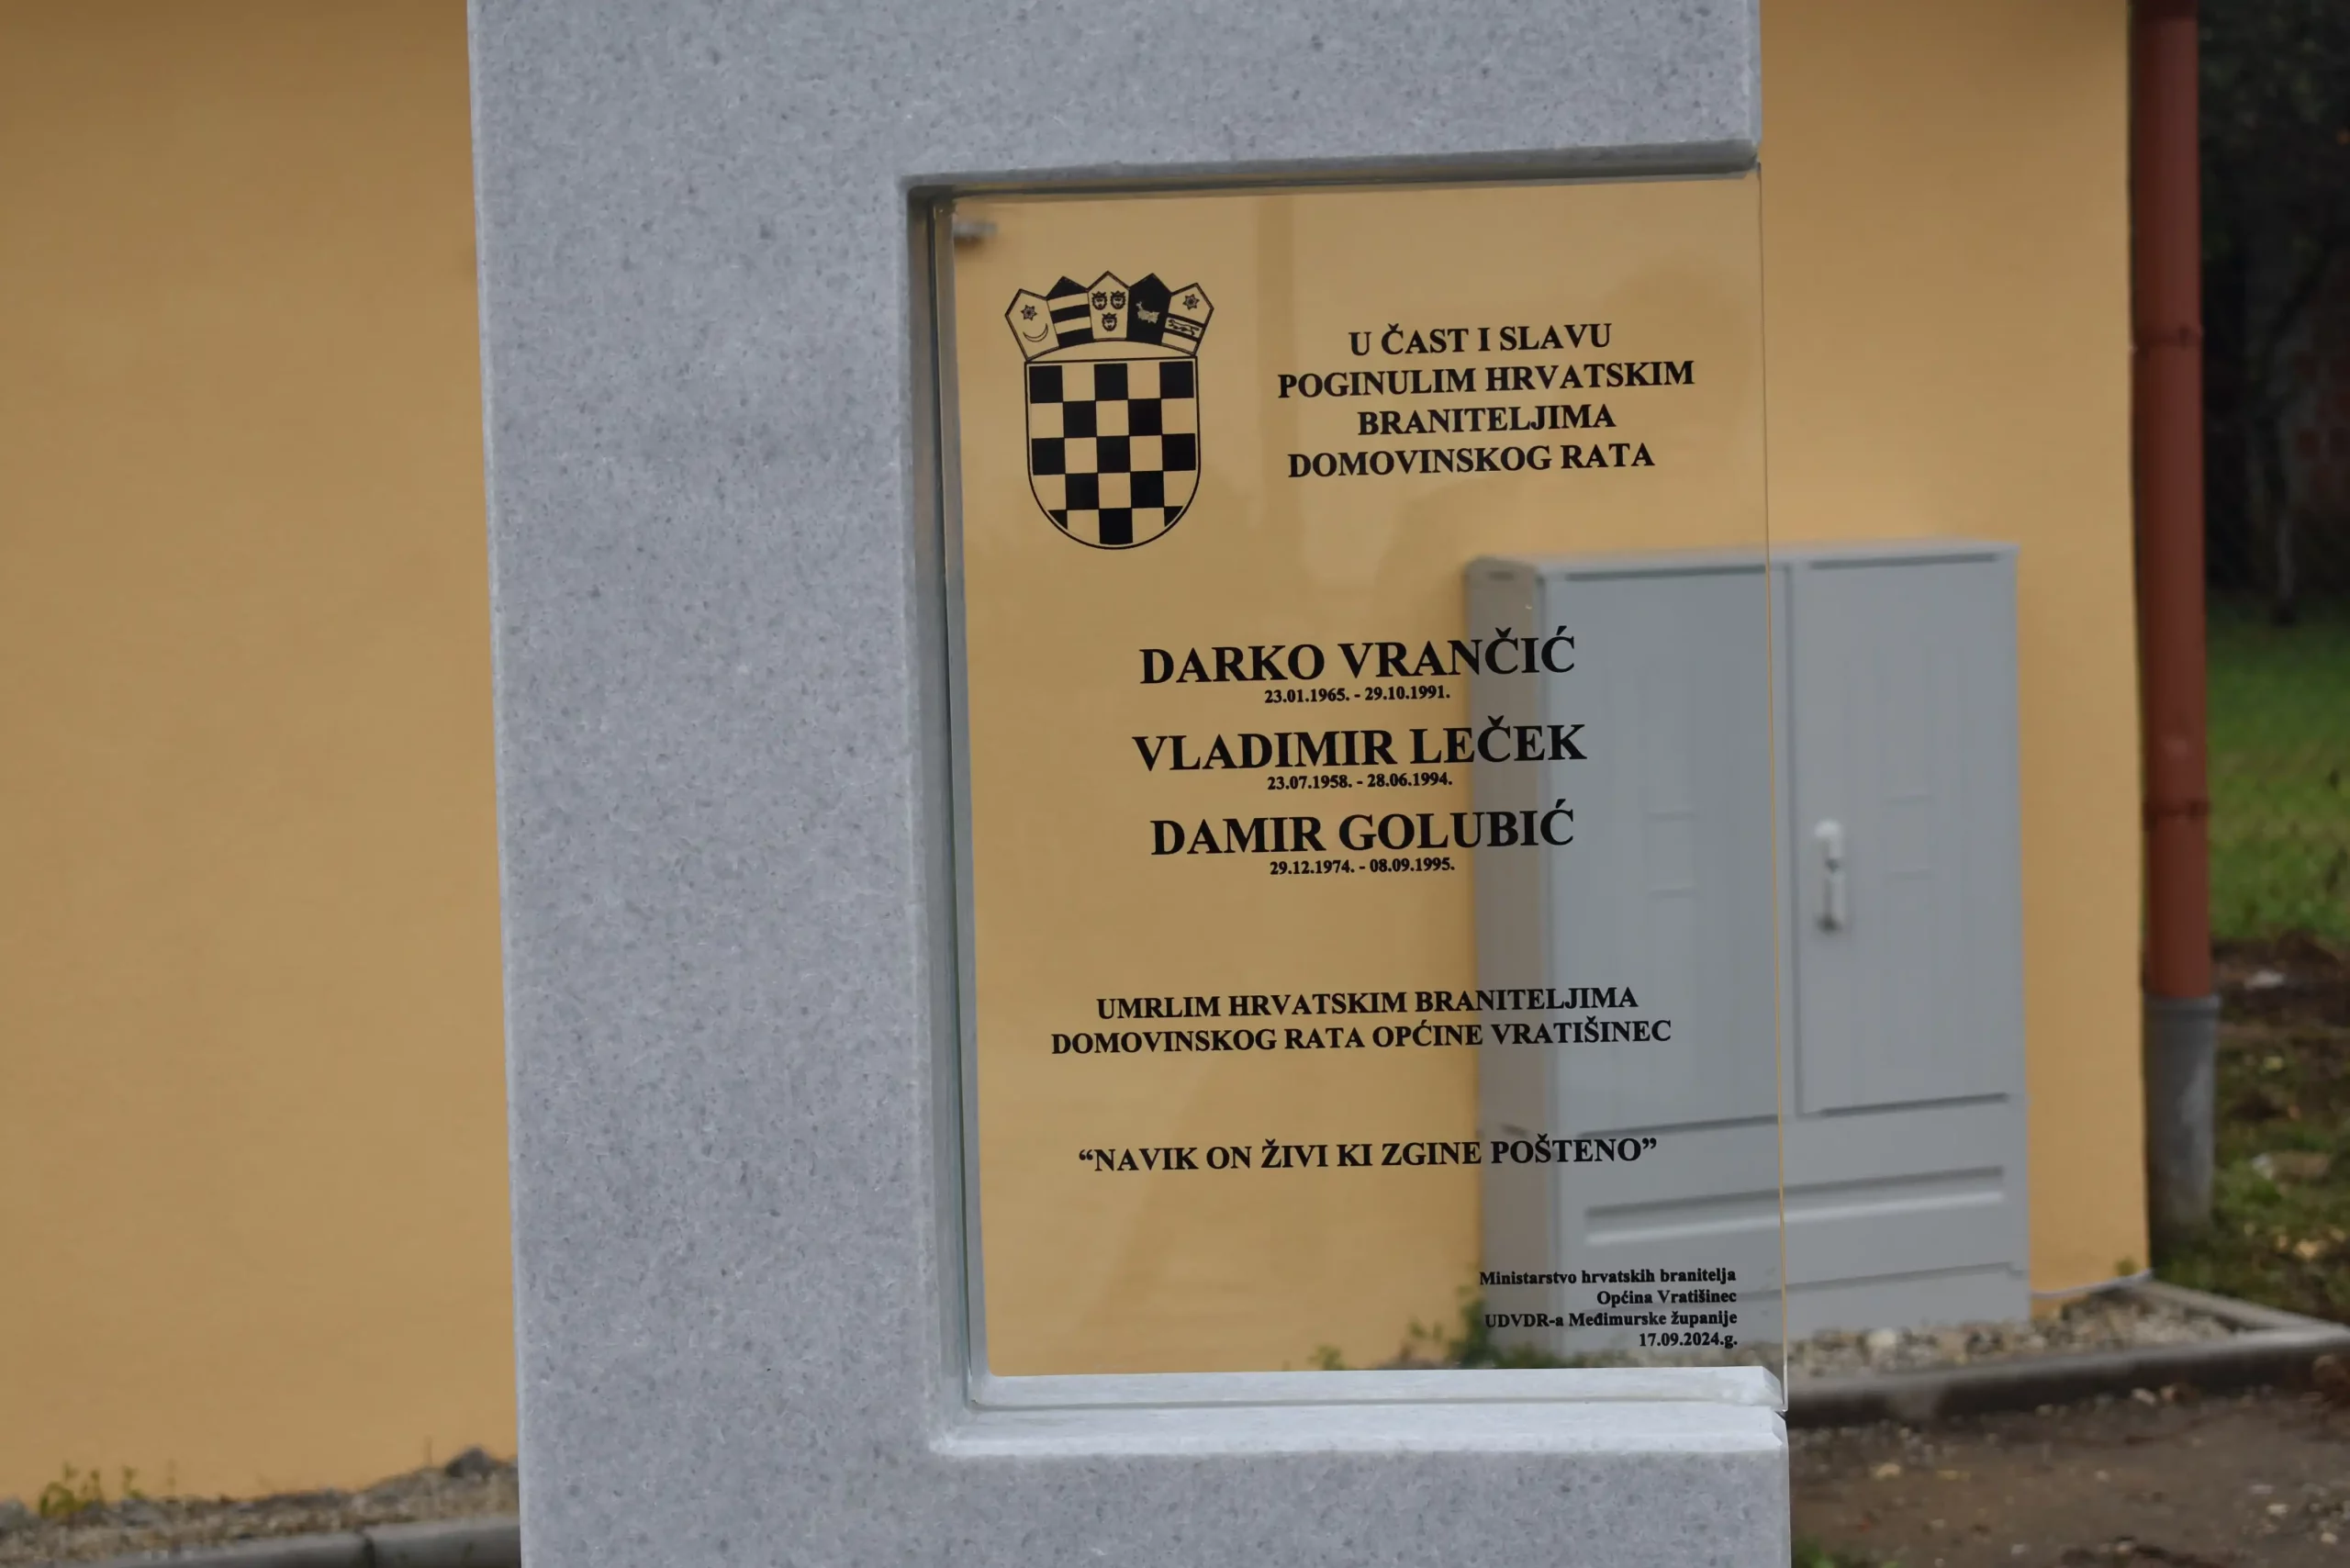 U ČAST I SLAVU
POGINULIM HRVATSKIM
BRANITELJIMA
DOMOVINSKOG RATA
DARKO VRANČIĆ
23.01.1965. - 29.10.1991.
VLADIMIR LEČEK
23.07.1958. - 28.06.1994.
DAMIR GOLUBIĆ
29.12.1974. - 08.09.1995.
UMRLIM HRVATSKIM BRANITELJIMA
DOMOVINSKOG RATA OPĆINE VRATIŠINEC
“NAVIK ON ŽIVI KI ZGINE POŠTENO”
Ministarstvo hrvatskih branitelja
Općina Vratišinec
UDVDR-a Međimurske županije
17.09.2024.g.